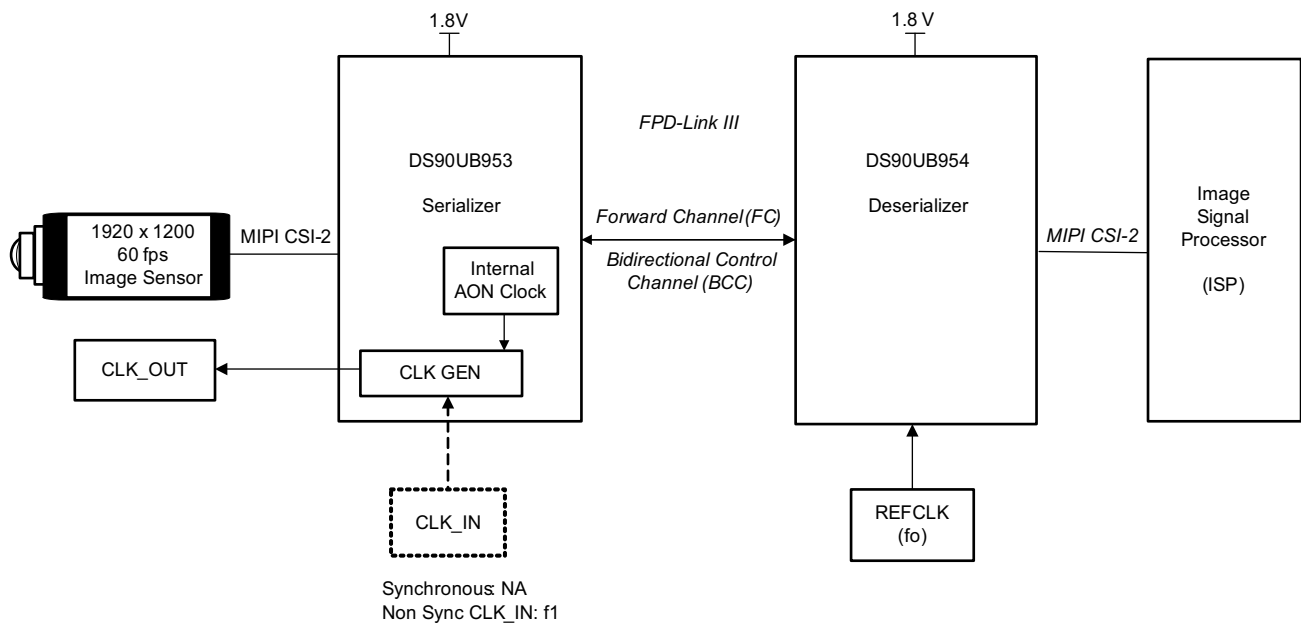 1.8V
1.8 V
FPD-Link III
DS90UB953
Serializer
DS90UB954
Deserializer
Image
Signal
Processor
(ISP)
1920 x 1200
60 fps
Image Sensor
MIPI CSI-2
Forward Channel (FC)
Bidirectional Control
Channel (BCC)
MIPI CSI-2
Internal
AON Clock
CLK_OUT
CLK GEN
CLK_IN
REFCLK
(fo)
Synchronous: NA
Non Sync CLK_IN: f1